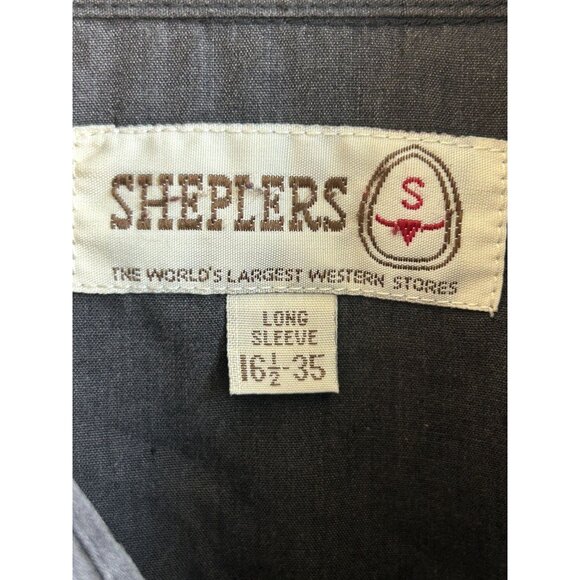 SHEPLERS
S
THE WORLD'S LARGEST WESTERN STORES
LONG
SLEEVE
16½-35